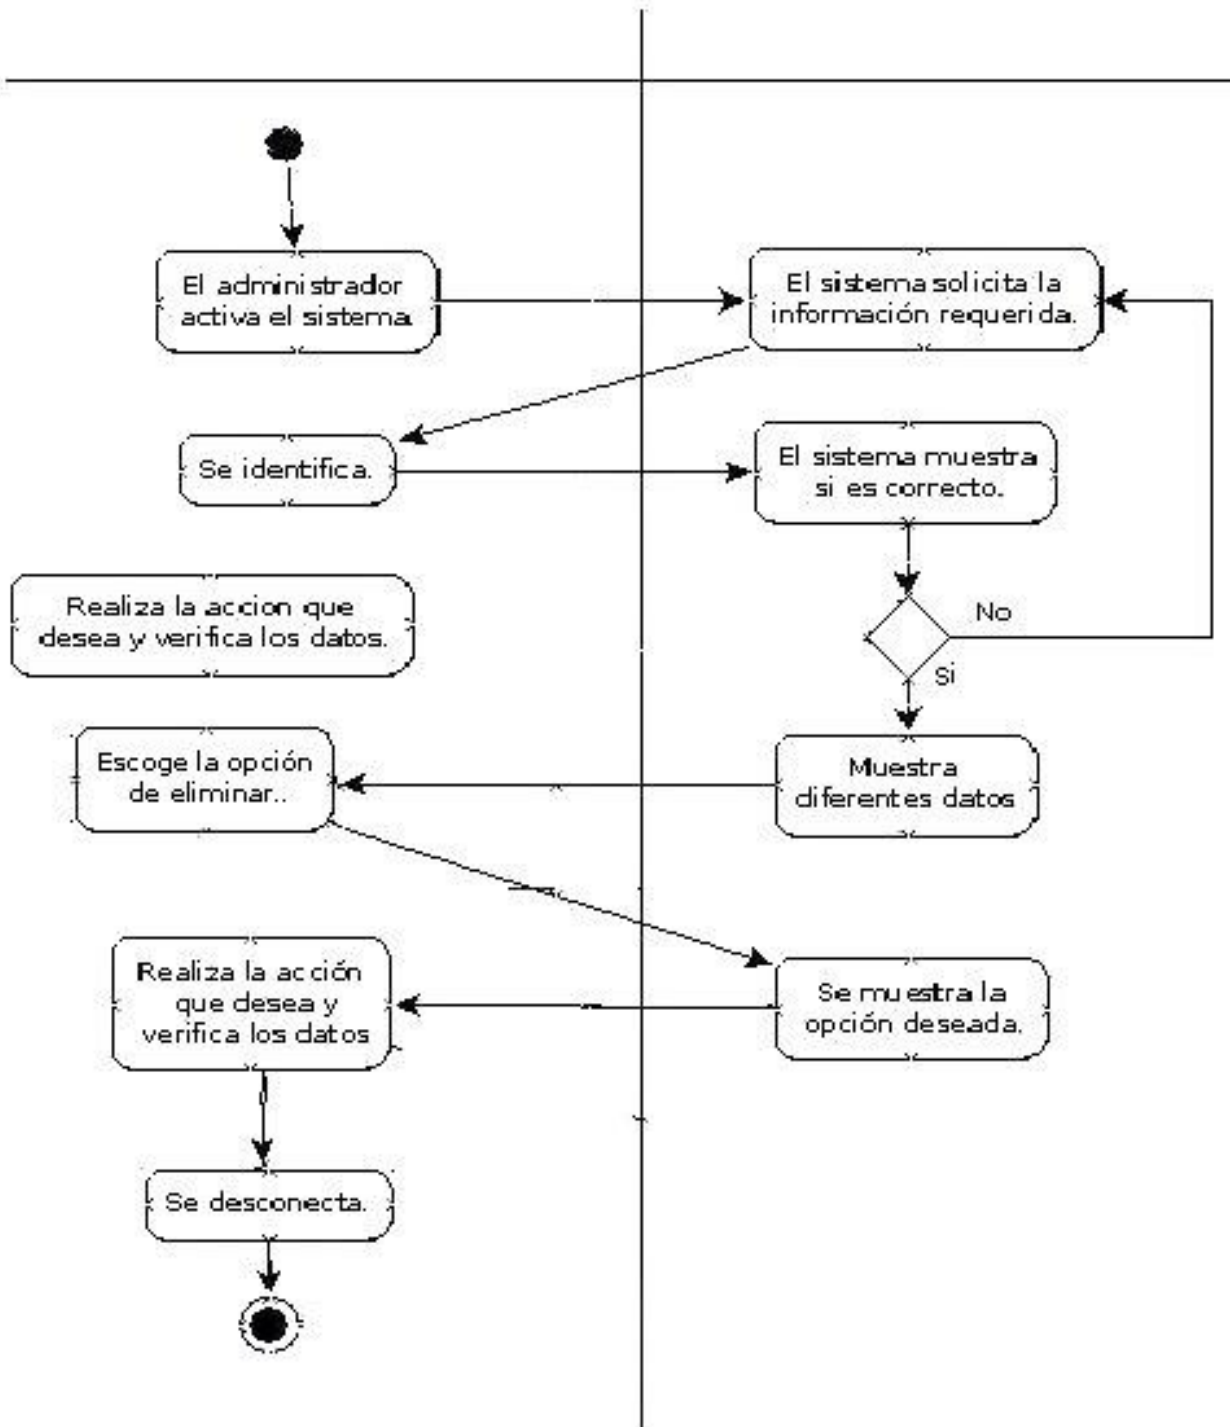 El administrador
activa el sistema.
El sistema solicita la
información requerida.
Se identifica.
El sistema muestra
si es correcto.
Realiza la accion que
desea y verifica los datos.
No
Si
Escoge la opción
de eliminar..
Muestra
diferentes datos
Realiza la acción
que desea y
verifica los datos
Se muestra la
opción deseada.
Se desconecta.